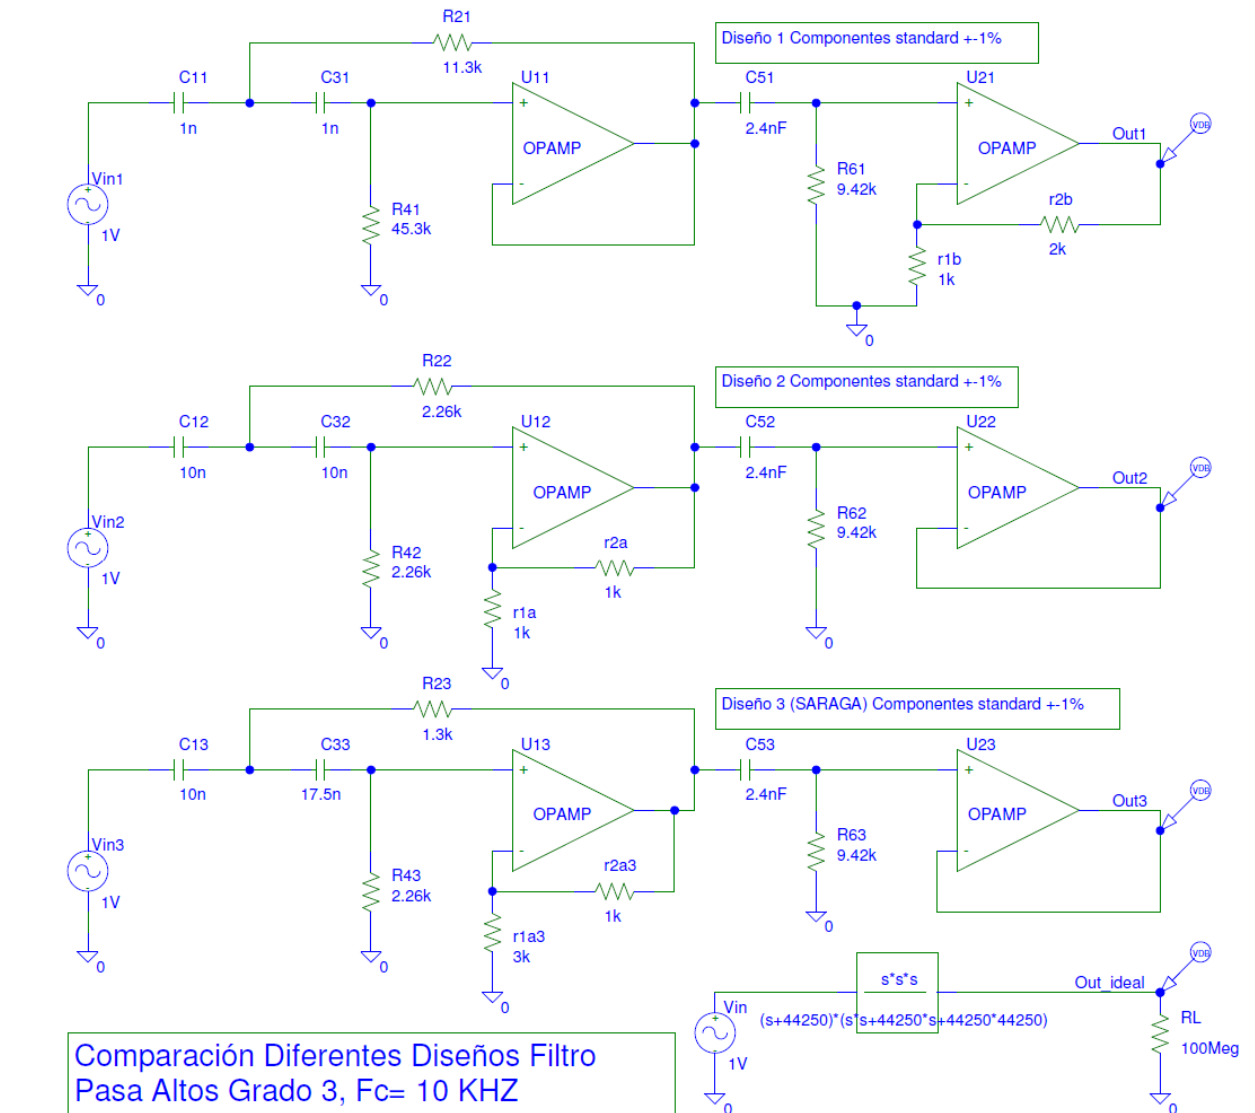 R21
11.3k
Diseño 1 Componentes standard +-1%
C11
1n
C31
1n
U11
+
OPAMP
-
C51
2.4nF
U21
+
OPAMP
-
Out1
VDB
Vin1
+
-
1V
0
R41
45.3k
0
R61
9.42k
r2b
2k
r1b
1k
0
R22
2.26k
Diseño 2 Componentes standard +-1%
C12
10n
C32
10n
U12
+
OPAMP
-
C52
2.4nF
U22
+
OPAMP
-
Out2
VDB
Vin2
+
-
1V
0
R42
2.26k
0
r2a
1k
r1a
1k
0
R62
9.42k
0
R23
1.3k
Diseño 3 (SARAGA) Componentes standard +-1%
C13
10n
C33
17.5n
U13
+
OPAMP
-
C53
2.4nF
U23
+
OPAMP
-
Out3
VDB
Vin3
+
-
1V
0
R43
2.26k
0
r2a3
1k
r1a3
3k
0
R63
9.42k
0
Vin
+
-
1V
0
s*s*s
(s+44250)*(s*s+44250*s+44250*44250)
Out_ideal
VDB
RL
100Meg
0
Comparación Diferentes Diseños Filtro
Pasa Altos Grado 3, Fc= 10 KHZ